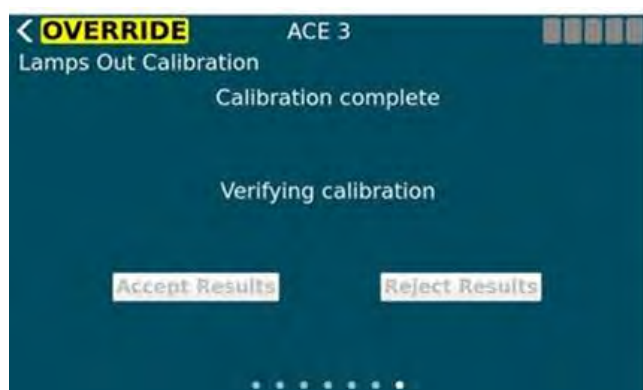 < OVERRIDE ACE 3
Lamps Out Calibration
Calibration complete
Verifying calibration
Accept Results Reject Results